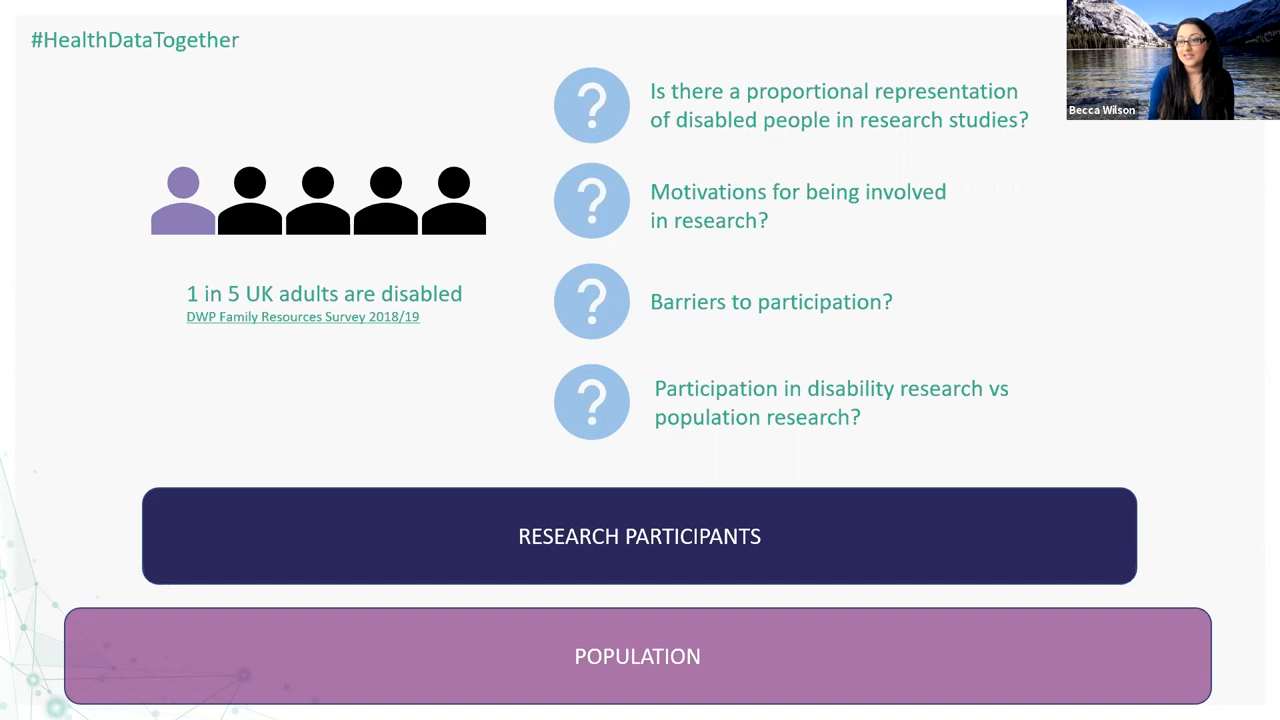 #HealthDataTogether
Becca Wilson
Is there a proportional representation
of disabled people in research studies?
Motivations for being involved
in research?
1 in 5 UK adults are disabled
DWP Family Resources Survey 2018/19
Barriers to participation?
Participation in disability research vs
population research?
RESEARCH PARTICIPANTS
POPULATION